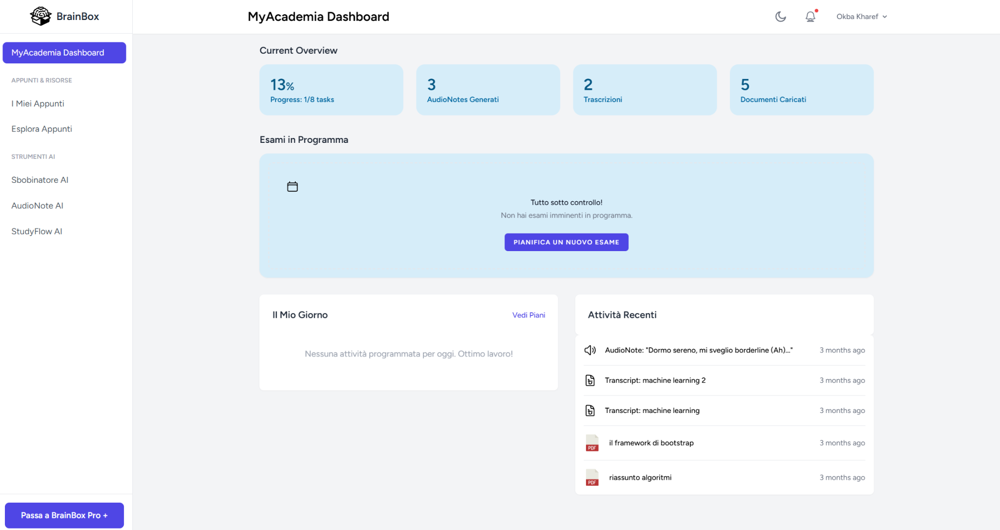 BrainBox
MyAcademia Dashboard
Okba Kharef
MyAcademia Dashboard
APPUNTI & RISORSE
I Miei Appunti
Esplora Appunti
STRUMENTI AI
Sbobinatore AI
AudioNote AI
StudyFlow AI
Passa a BrainBox Pro +
Current Overview
13%
Progress: 1/8 tasks
3
AudioNotes Generati
2
Trascrizioni
5
Documenti Caricati
Esami in Programma
Tutto sotto controllo!
Non hai esami imminenti in programma.
PIANIFICA UN NUOVO ESAME
Il Mio Giorno
Vedi Piani
Nessuna attività programmata per oggi. Ottimo lavoro!
Attività Recenti
AudioNote: "Dormo sereno, mi sveglio borderline (Ah)..." 3 months ago
Transcript: machine learning 2 3 months ago
Transcript: machine learning 3 months ago
PDF il framework di bootstrap 3 months ago
PDF riassunto algoritmi 3 months ago